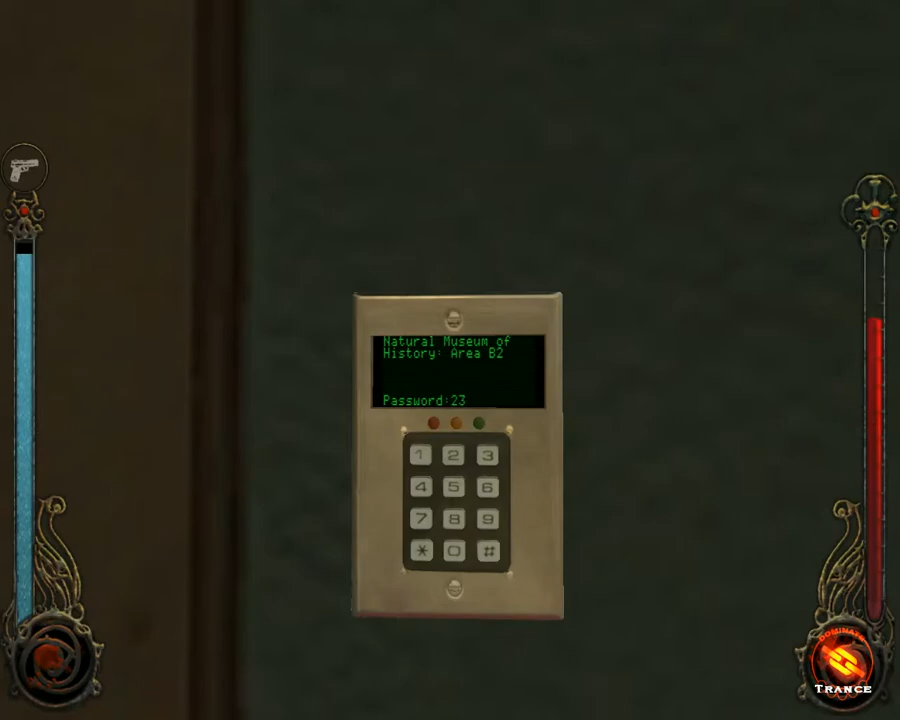 Natural Museum of
History: Area B2
Password:23
1 2 3
4 5 6
7 8 9
* 0 #
DOMINATE
TRANCE